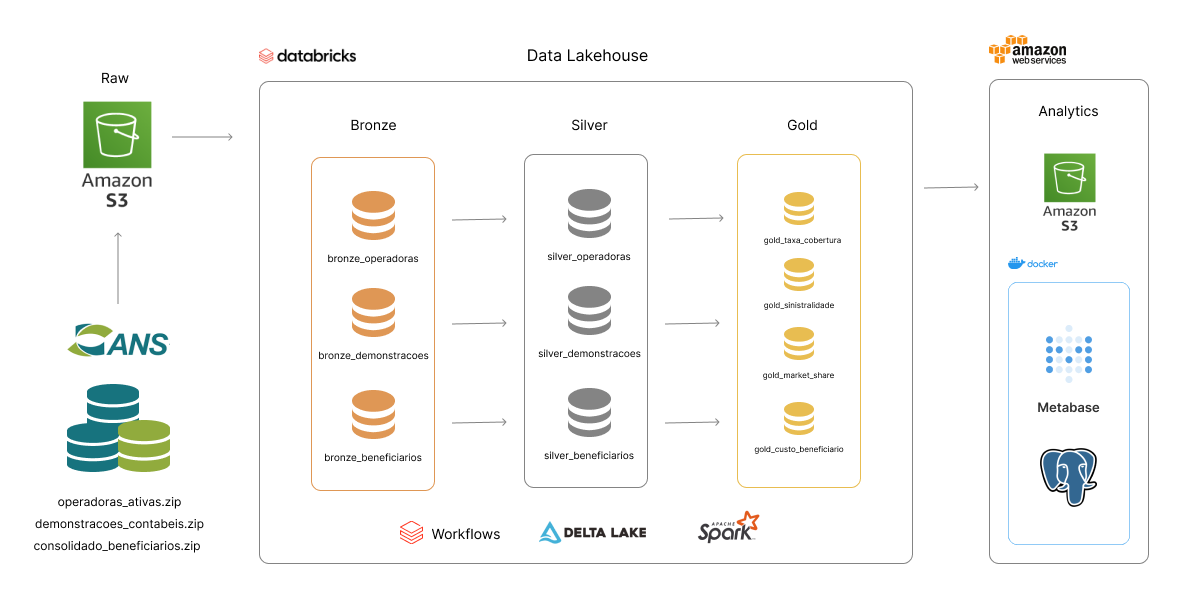 databricks
Data Lakehouse
amazon
web services
Raw
Amazon
S3
ANS
operadoras_ativas.zip
demonstracoes_contabeis.zip
consolidado_beneficiarios.zip
Bronze
bronze_operadoras
bronze_demonstracoes
bronze_beneficiarios
Silver
silver_operadoras
silver_demonstracoes
silver_beneficiarios
Gold
gold_taxa_cobertura
gold_sinistralidade
gold_market_share
gold_custo_beneficiario
Workflows
DELTA LAKE
APACHE
Spark
Analytics
Amazon
S3
docker
Metabase